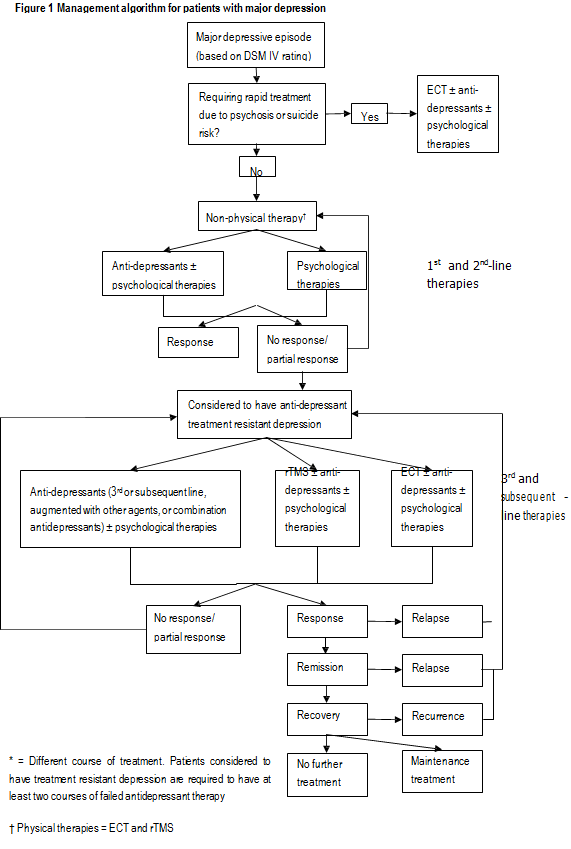 Figure 1 Management algorithm for patients with major depression
Major depressive episode
(based on DSM IV rating)
Requiring rapid treatment
due to psychosis or suicide
risk?
Yes
ECT ± anti-
depressants ±
psychological
therapies
No
Non-physical therapy†
Anti-depressants ±
psychological therapies
Psychological
therapies
1st and 2nd-line
therapies
Response
No response/
partial response
Considered to have anti-depressant
treatment resistant depression
Anti-depressants (3rd or subsequent line,
augmented with other agents, or combination
antidepressants) ± psychological therapies
rTMS ± anti-
depressants ±
psychological
therapies
ECT ± anti-
depressants ±
psychological
therapies
3rd and
subsequent -
line therapies
No response/
partial response
Response
Relapse
Remission
Relapse
Recovery
Recurrence
No further
treatment
Maintenance
treatment
* = Different course of treatment. Patients considered to
have treatment resistant depression are required to have at
least two courses of failed antidepressant therapy
† Physical therapies = ECT and rTMS